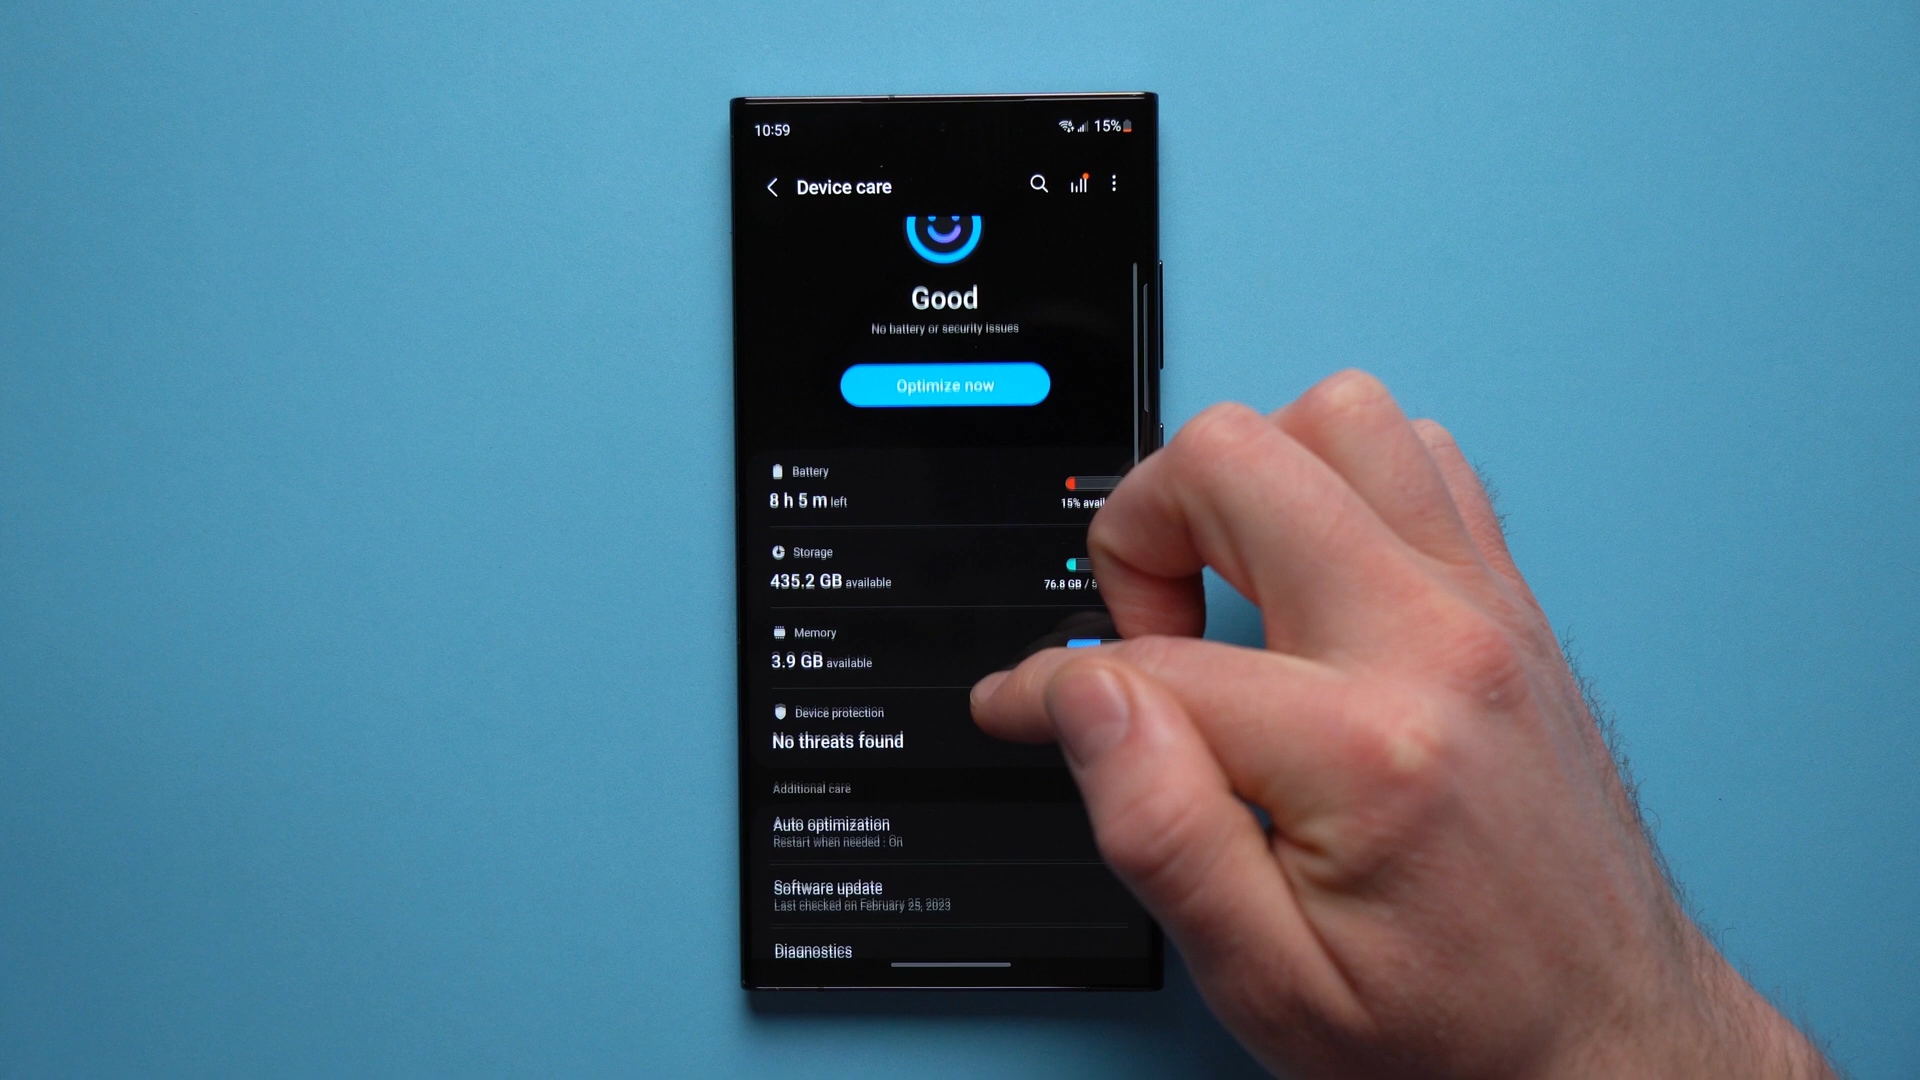 10:59
15%
Device care
Good
No battery or security issues
Optimize now
Battery
8 h 5 m left
15% avail
Storage
435.2 GB available
76.8 GB / 5
Memory
3.9 GB available
Device protection
No threats found
Additional care
Auto optimization
Restart when needed : On
Software update
Last checked on February 25, 2023
Diagnostics